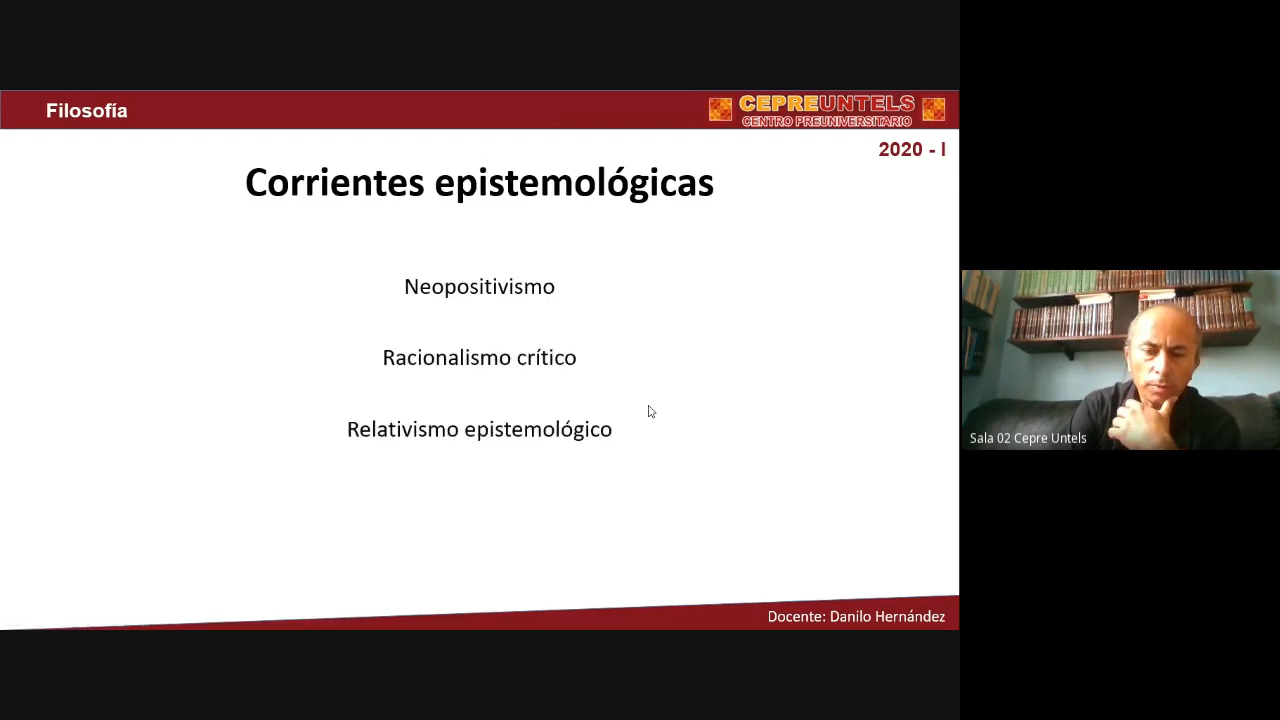 Filosofía
CEPREUNTELS
CENTRO PREUNIVERSITARIO
2020 - I
Corrientes epistemológicas
Neopositivismo
Racionalismo crítico
Relativismo epistemológico
Sala 02 Cepre Untels
Docente: Danilo Hernández